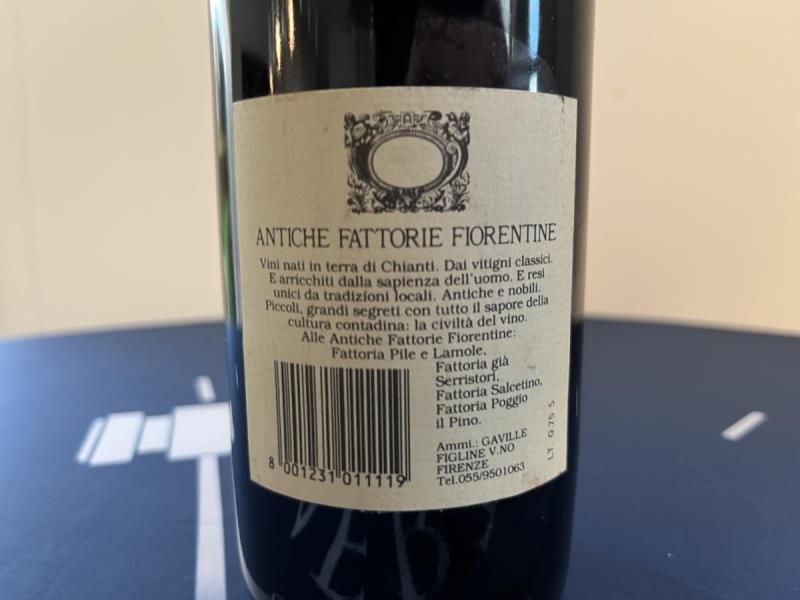 ANTICHE FATTORIE FIORENTINE
Vini nati in terra di Chianti. Dai vitigni classici.
E arricchiti dalla sapienza dell'uomo. E resi
unici da tradizioni locali. Antiche e nobili.
Piccoli, grandi segreti con tutto il sapore della
cultura contadina: la civiltà del vino.
Alle Antiche Fattorie Fiorentine:
Fattoria Pile e Lamole,
Fattoria già
Serristori,
Fattoria Salcetino,
Fattoria Poggio
il Pino.
Ammi.: GAVILLE
FIGLINE V.NO
FIRENZE
Tel.055/9501063
LT. 0.75 S
8 001231 011119